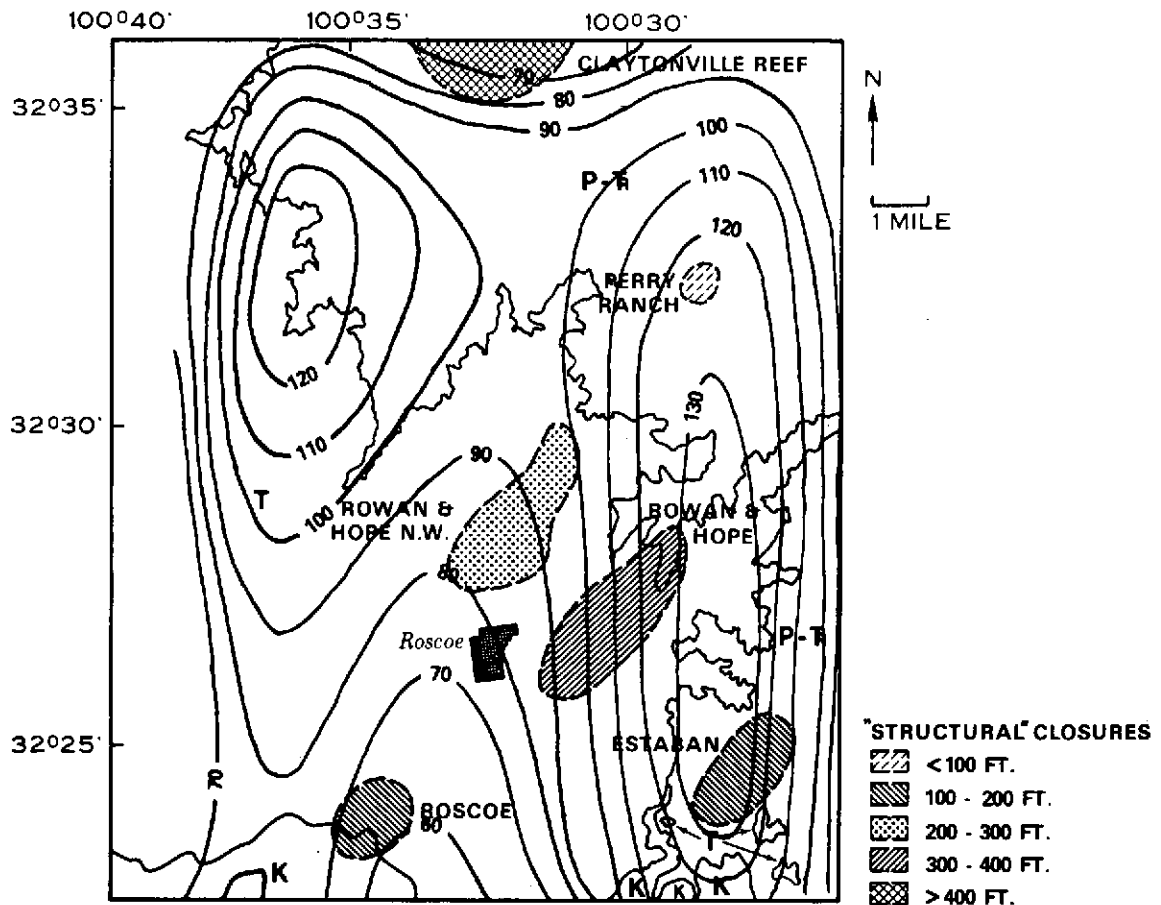 100°40' 100°35' 100°30'
CLAYTONVILLE REEF
70
80
32°35'
90
N
100
P-Ṯ
110
1 MILE
120
PERRY
RANCH
120
130
32°30'
110
90
T
100
ROWAN &
HOPE N.W.
ROWAN &
HOPE
80
Roscoe
P-Ṯ
70
32°25'
ESTABAN
"STRUCTURAL" CLOSURES
<100 FT.
70
ROSCOE
100 - 200 FT.
60
200 - 300 FT.
T
K
300 - 400 FT.
K K K
>400 FT.